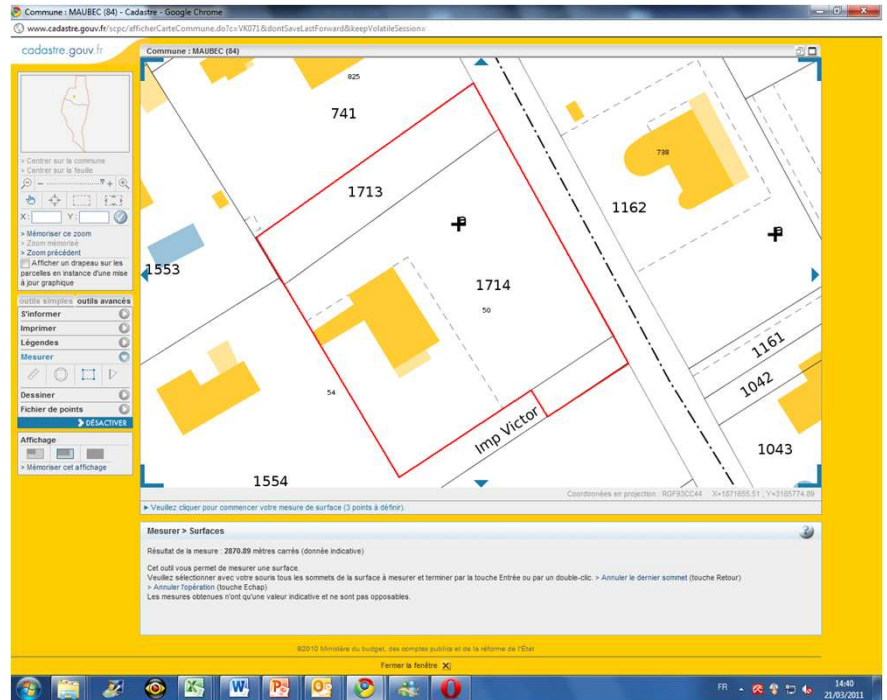 Commune : MAUBEC (84) - Cadastre - Google Chrome
www.cadastre.gouv.fr/scpc/afficherCarteCommune.do?c=VK071&dontSaveLastForward&keepVolatileSession=
cadastre.gouv.fr
Commune : MAUBEC (84)
> Centrer sur la commune
> Centrer sur la feuille
X: Y:
> Mémoriser ce zoom
> Zoom mémorisé
> Zoom précédent
Afficher un drapeau sur les
parcelles en instance d'une mise
à jour graphique
outils simples outils avancés
S'informer
Imprimer
Légendes
Mesurer
Dessiner
Fichier de points
DÉSACTIVER
Affichage
> Mémoriser cet affichage
825
741
738
1713
1162
1553
1714
50
1161
54
1042
Imp Victor
1043
1554
Coordonnées en projection : RGF93CC44 X=1871655.51 , Y=3185774.89
Veuillez cliquer pour commencer votre mesure de surface (3 points à définir).
Mesurer > Surfaces
Résultat de la mesure : 2870.89 mètres carrés (donnée indicative)
Cet outil vous permet de mesurer une surface.
Veuillez sélectionner avec votre souris tous les sommets de la surface à mesurer et terminer par la touche Entrée ou par un double-clic. > Annuler le dernier sommet (touche Retour)
> Annuler l'opération (touche Echap)
Les mesures obtenues n'ont qu'une valeur indicative et ne sont pas opposables.
©2010 Ministère du budget, des comptes publics et de la réforme de l'État
Fermer la fenêtre X
FR 14:40
21/03/2011